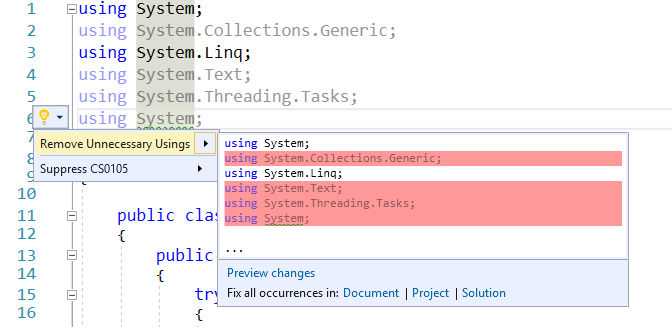 1 using System;
2 using System.Collections.Generic;
3 using System.Linq;
4 using System.Text;
5 using System.Threading.Tasks;
6 using System;
7
Remove Unnecessary Usings
8
Suppress CS0105
9 {
10
11 public clas
12 {
13 public
14 {
15 try
16 {
using System;
using System.Collections.Generic;
using System.Linq;
using System.Text;
using System.Threading.Tasks;
using System;
...
Preview changes
Fix all occurrences in: Document | Project | Solution